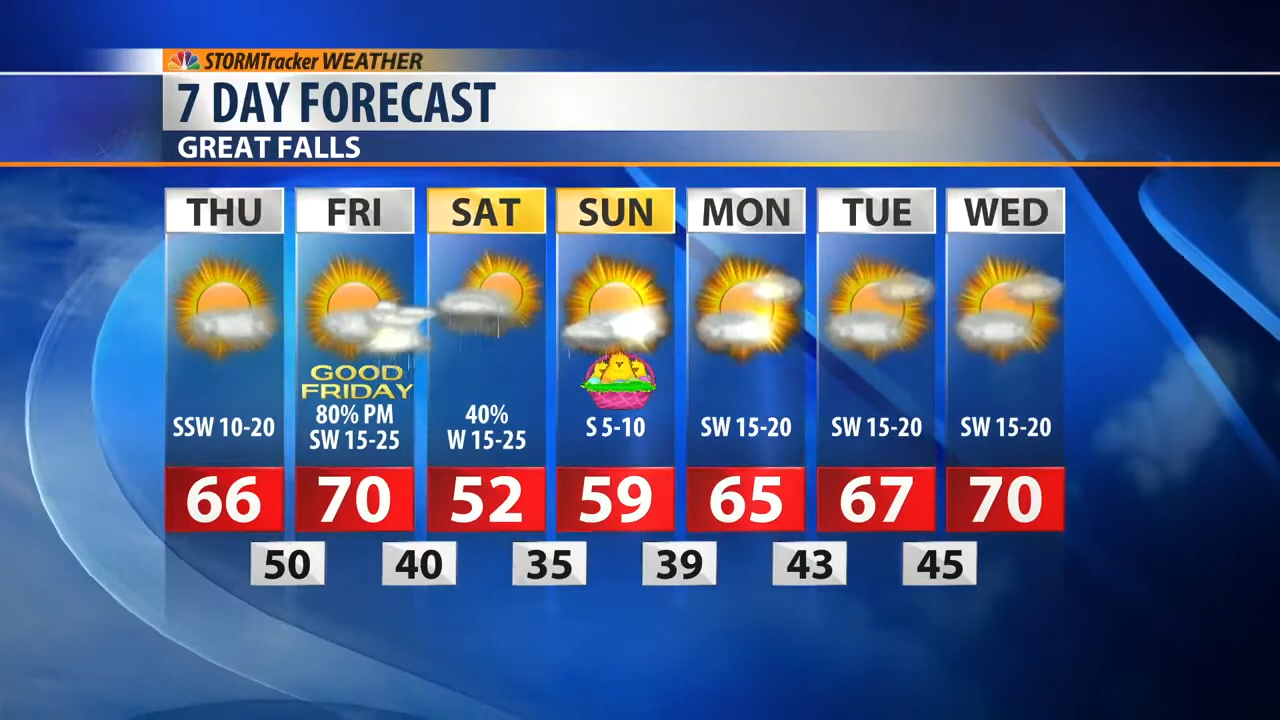 STORMTracker WEATHER
7 DAY FORECAST
GREAT FALLS
THU FRI SAT SUN MON TUE WED
GOOD
FRIDAY
SSW 10-20
80% PM
SW 15-25
40%
W 15-25
S 5-10
SW 15-20
SW 15-20
SW 15-20
66 70 52 59 65 67 70
50 40 35 39 43 45